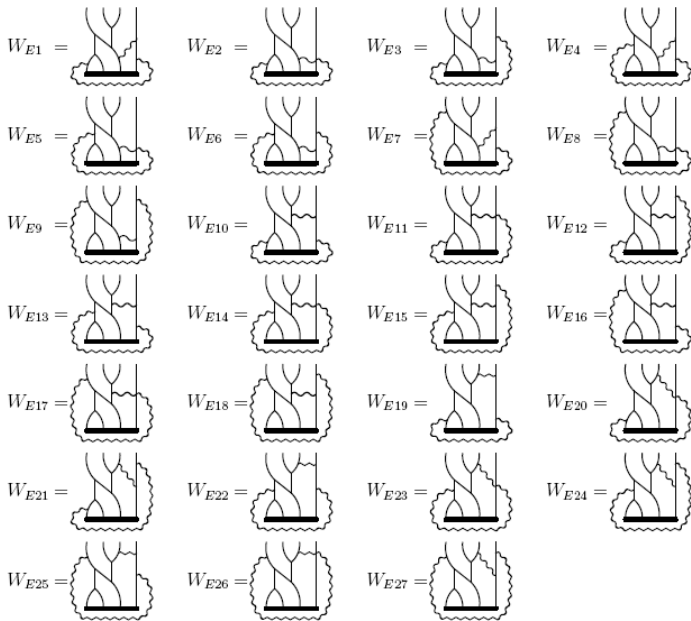 W_{E1} = W_{E2} = W_{E3} = W_{E4} =
W_{E5} = W_{E6} = W_{E7} = W_{E8} =
W_{E9} = W_{E10} = W_{E11} = W_{E12} =
W_{E13} = W_{E14} = W_{E15} = W_{E16} =
W_{E17} = W_{E18} = W_{E19} = W_{E20} =
W_{E21} = W_{E22} = W_{E23} = W_{E24} =
W_{E25} = W_{E26} = W_{E27} =